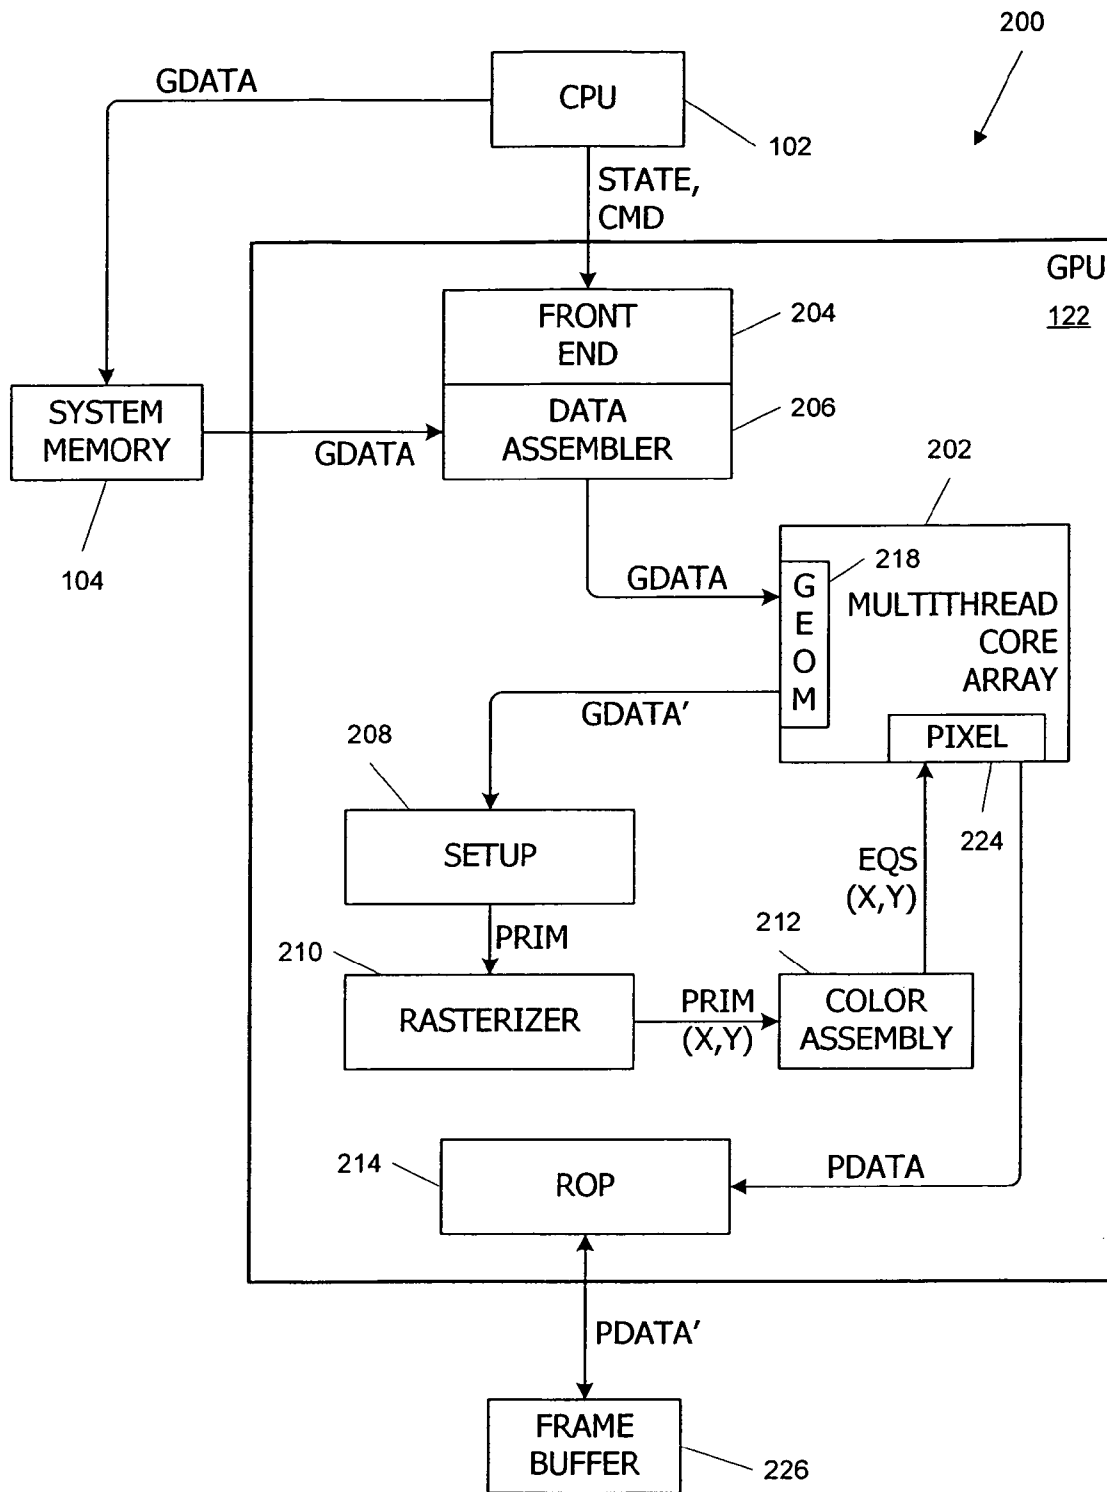 200
GDATA
CPU
102
STATE,
CMD
GPU
122
FRONT
END
204
SYSTEM
MEMORY
GDATA
DATA
ASSEMBLER
206
104
202
218
GDATA
GEOM
MULTITHREAD
CORE
ARRAY
GDATA'
PIXEL
208
224
SETUP
EQS
(X,Y)
PRIM
210
212
RASTERIZER
PRIM
(X,Y)
COLOR
ASSEMBLY
214
ROP
PDATA
PDATA'
FRAME
BUFFER
226